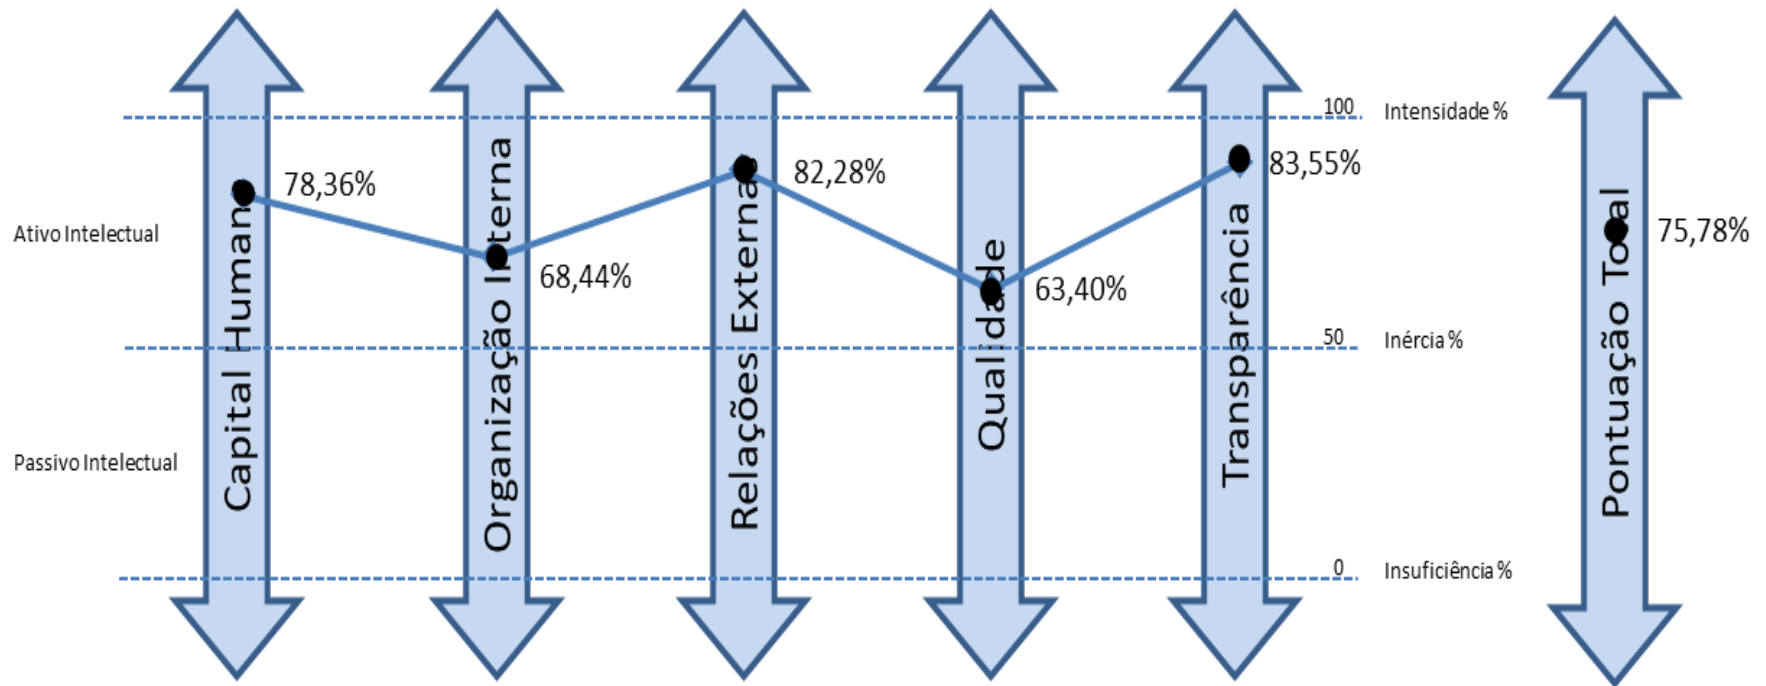 100
Intensidade %
Capital Humano
78,36%
Organização Interna
68,44%
Relações Externas
82,28%
Qualidade
63,40%
Transparência
83,55%
Pontuação Total
75,78%
Ativo Intelectual
50
Inércia %
Passivo Intelectual
0
Insuficiência %